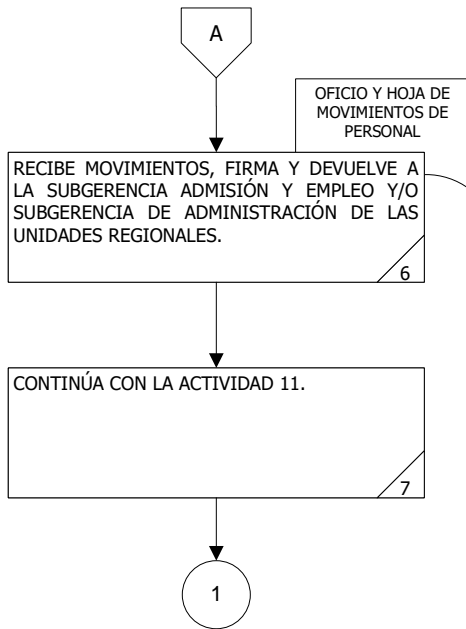 A
OFICIO Y HOJA DE
MOVIMIENTOS DE
PERSONAL
RECIBE MOVIMIENTOS, FIRMA Y DEVUELVE A
LA SUBGERENCIA ADMISIÓN Y EMPLEO Y/O
SUBGERENCIA DE ADMINISTRACIÓN DE LAS
UNIDADES REGIONALES.
6
CONTINÚA CON LA ACTIVIDAD 11.
7
1